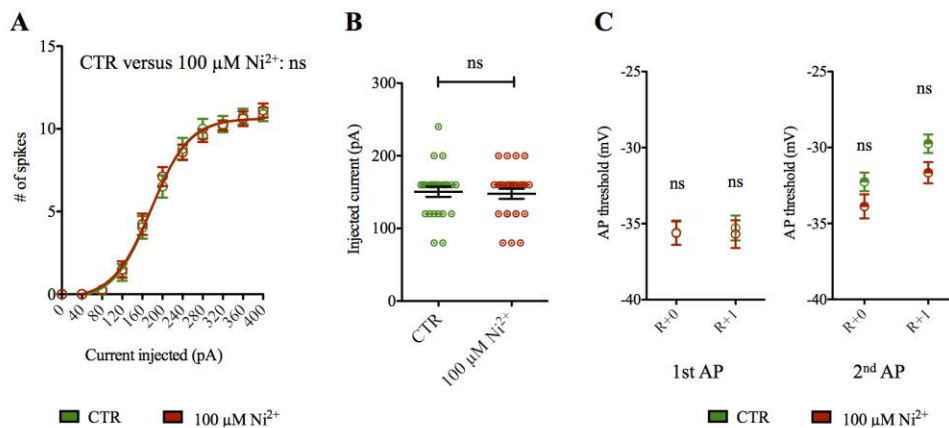 A
CTR versus 100 µM Ni²⁺: ns
# of spikes
15
10
5
0
0 40 80 120 160 200 240 280 320 360 400
Current injected (pA)
CTR 100 µM Ni²⁺
B
ns
Injected current (pA)
300
200
100
0
CTR 100 µM Ni²⁺
C
AP threshold (mV)
-25
-30
-35
-40
ns ns
R+0 R+1
1st AP
AP threshold (mV)
-25
-30
-35
-40
ns ns
R+0 R+1
2ⁿᵈ AP
CTR 100 µM Ni²⁺